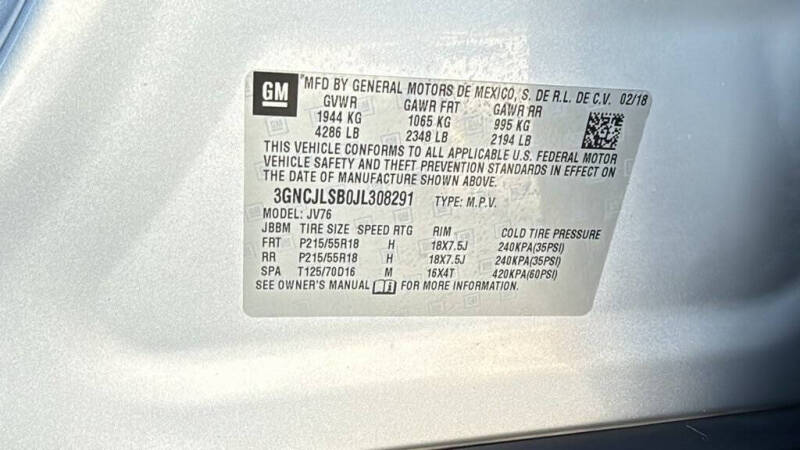 GM *MFD BY GENERAL MOTORS DE MEXICO, S. DE R.L. DE C.V. 02/18
GVWR GAWR FRT GAWR RR
1944 KG 1065 KG 995 KG
4286 LB 2348 LB 2194 LB
THIS VEHICLE CONFORMS TO ALL APPLICABLE U.S. FEDERAL MOTOR
VEHICLE SAFETY AND THEFT PREVENTION STANDARDS IN EFFECT ON
THE DATE OF MANUFACTURE SHOWN ABOVE.
3GNCJLSB0JL308291 TYPE: M.P.V.
MODEL: JV76
JBBM TIRE SIZE SPEED RTG RIM COLD TIRE PRESSURE
FRT P215/55R18 H 18X7.5J 240KPA(35PSI)
RR P215/55R18 H 18X7.5J 240KPA(35PSI)
SPA T125/70D16 M 16X4T 420KPA(60PSI)
SEE OWNER'S MANUAL i FOR MORE INFORMATION.